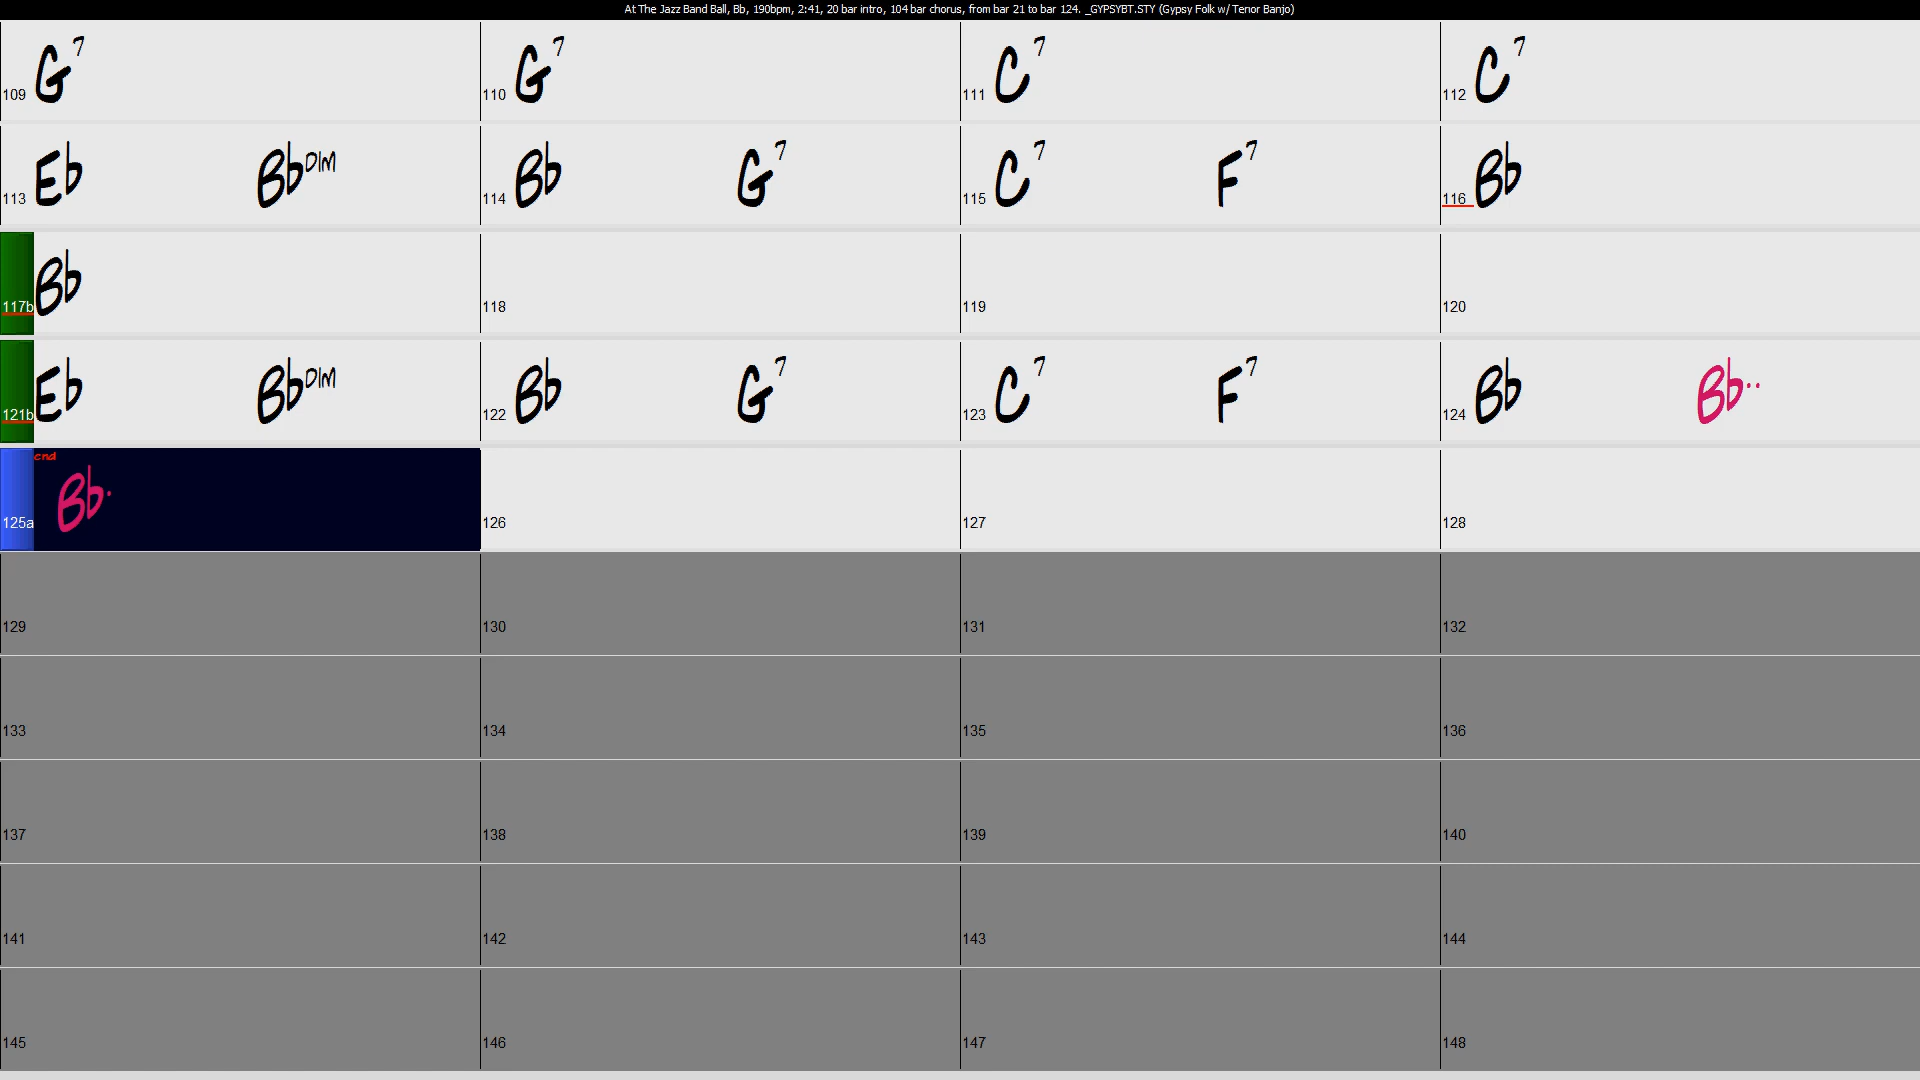 At The Jazz Band Ball, Bb, 190bpm, 2:41, 20 bar intro, 104 bar chorus, from bar 21 to bar 124. _GYPSYBT.STY (Gypsy Folk w/ Tenor Banjo)
109 G7 110 G7 111 C7 112 C7
113 Eb BbDIM 114 Bb G7 115 C7 F7 116 Bb
117b Bb 118 119 120
121b Eb BbDIM 122 Bb G7 123 C7 F7 124 Bb Bb..
end
125a Bb. 126 127 128
129 130 131 132
133 134 135 136
137 138 139 140
141 142 143 144
145 146 147 148